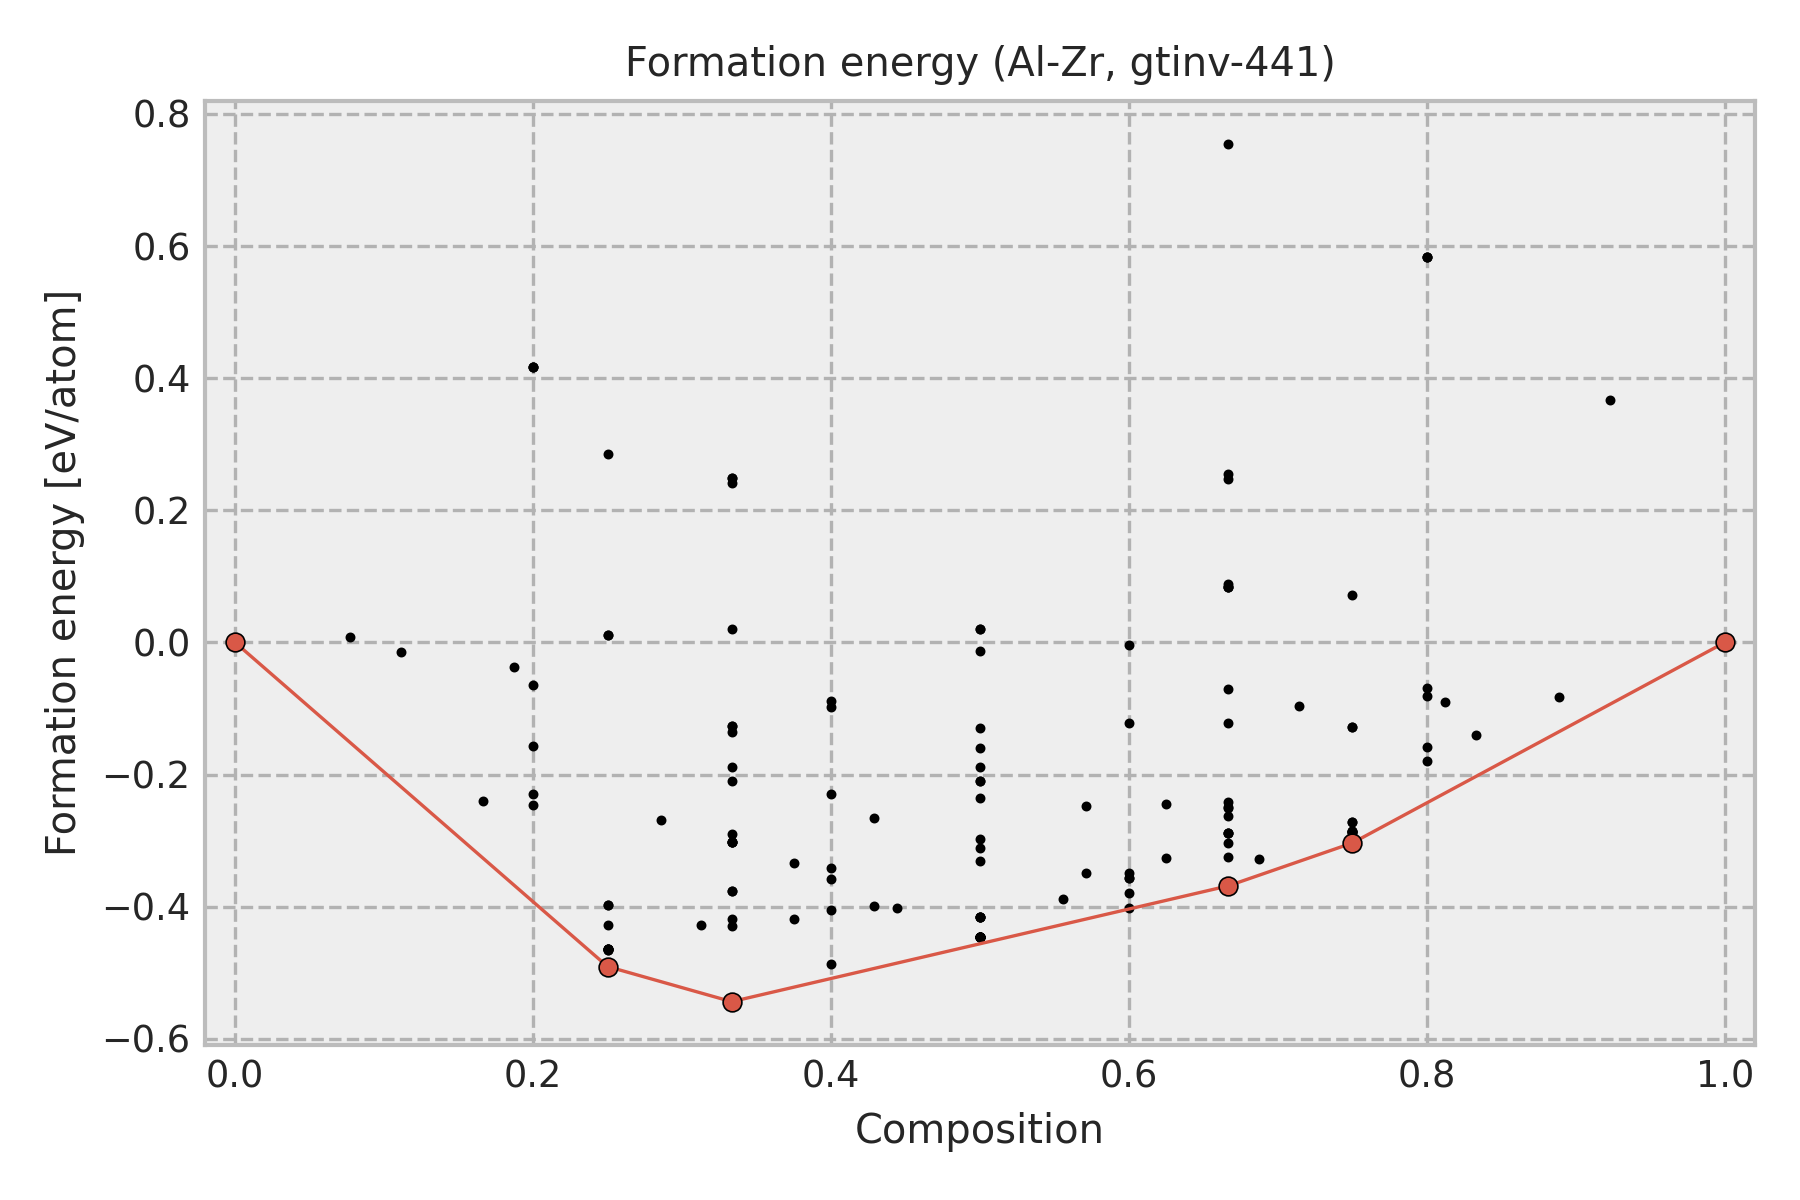 Formation energy (Al-Zr, gtinv-441)
Formation energy [eV/atom]
0.8
0.6
0.4
0.2
0.0
−0.2
−0.4
−0.6
0.0 0.2 0.4 0.6 0.8 1.0
Composition